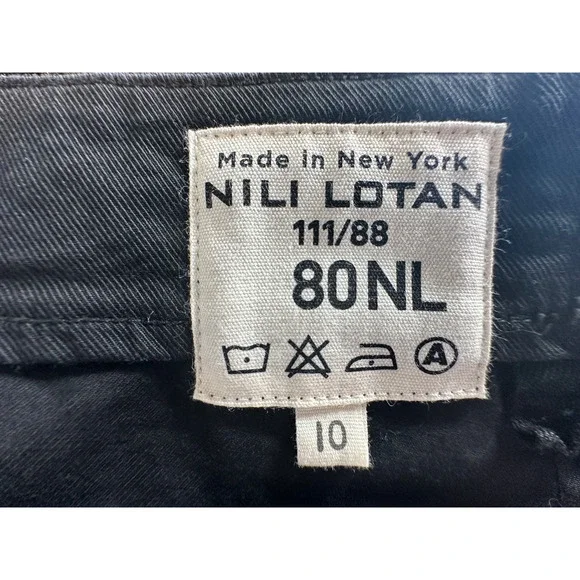 Made in New York
NILI LOTAN
111/88
80NL
A
10